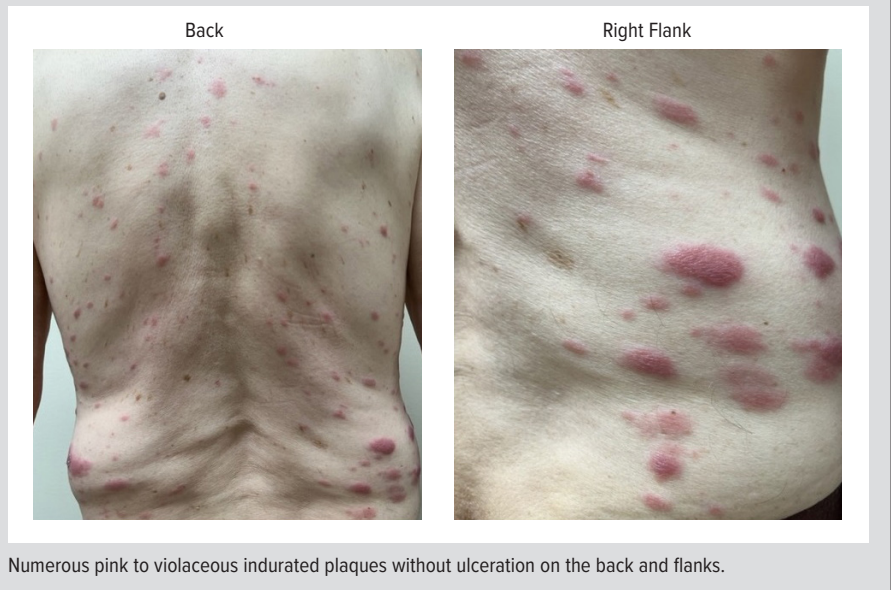 Back
Right Flank
Numerous pink to violaceous indurated plaques without ulceration on the back and flanks.